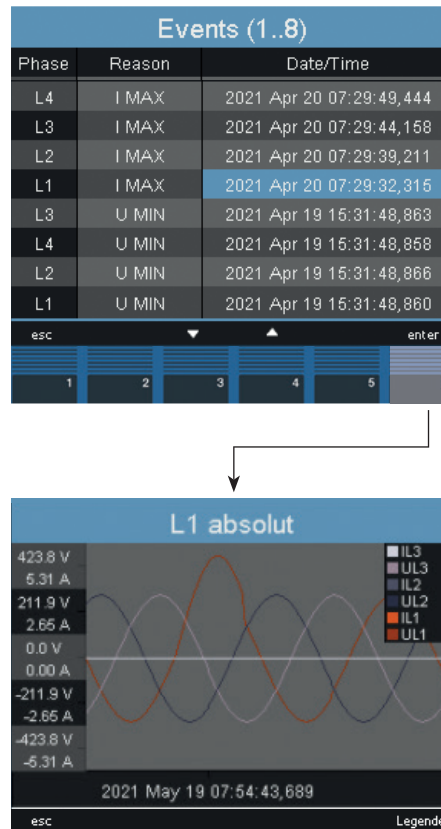 Events (1..8)
Phase Reason Date/Time
L4 I MAX 2021 Apr 20 07:29:49,444
L3 I MAX 2021 Apr 20 07:29:44,158
L2 I MAX 2021 Apr 20 07:29:39,211
L1 I MAX 2021 Apr 20 07:29:32,315
L3 U MIN 2021 Apr 19 15:31:48,863
L4 U MIN 2021 Apr 19 15:31:48,858
L2 U MIN 2021 Apr 19 15:31:48,866
L1 U MIN 2021 Apr 19 15:31:48,860
esc enter
1 2 3 4 5
L1 absolut
423.8 V
5.31 A
211.9 V
2.65 A
0.0 V
0.00 A
-211.9 V
-2.65 A
-423.8 V
-5.31 A
IL3
UL3
IL2
UL2
IL1
UL1
2021 May 19 07:54:43,689
esc Legende